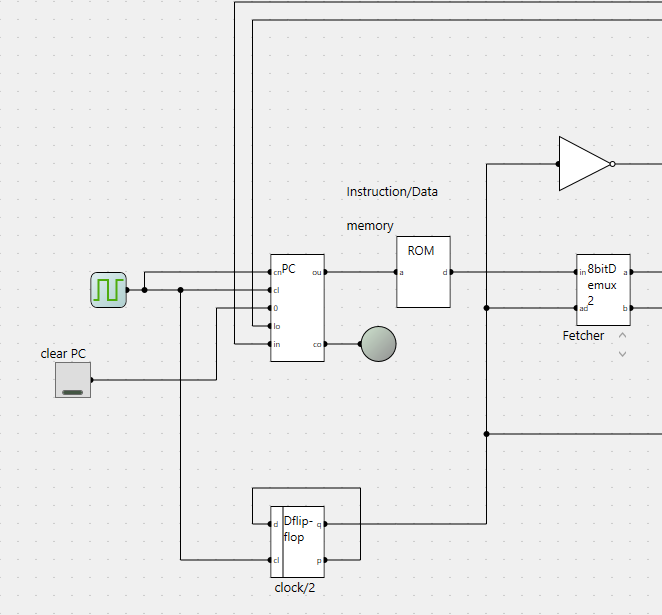 Instruction/Data
memory
ROM
a d
PC
cn ou
cl
0
lo
in co
8bitD
emux
2
in a
ad b
Fetcher
clear PC
Dflip-
flop
d q
cl p
clock/2